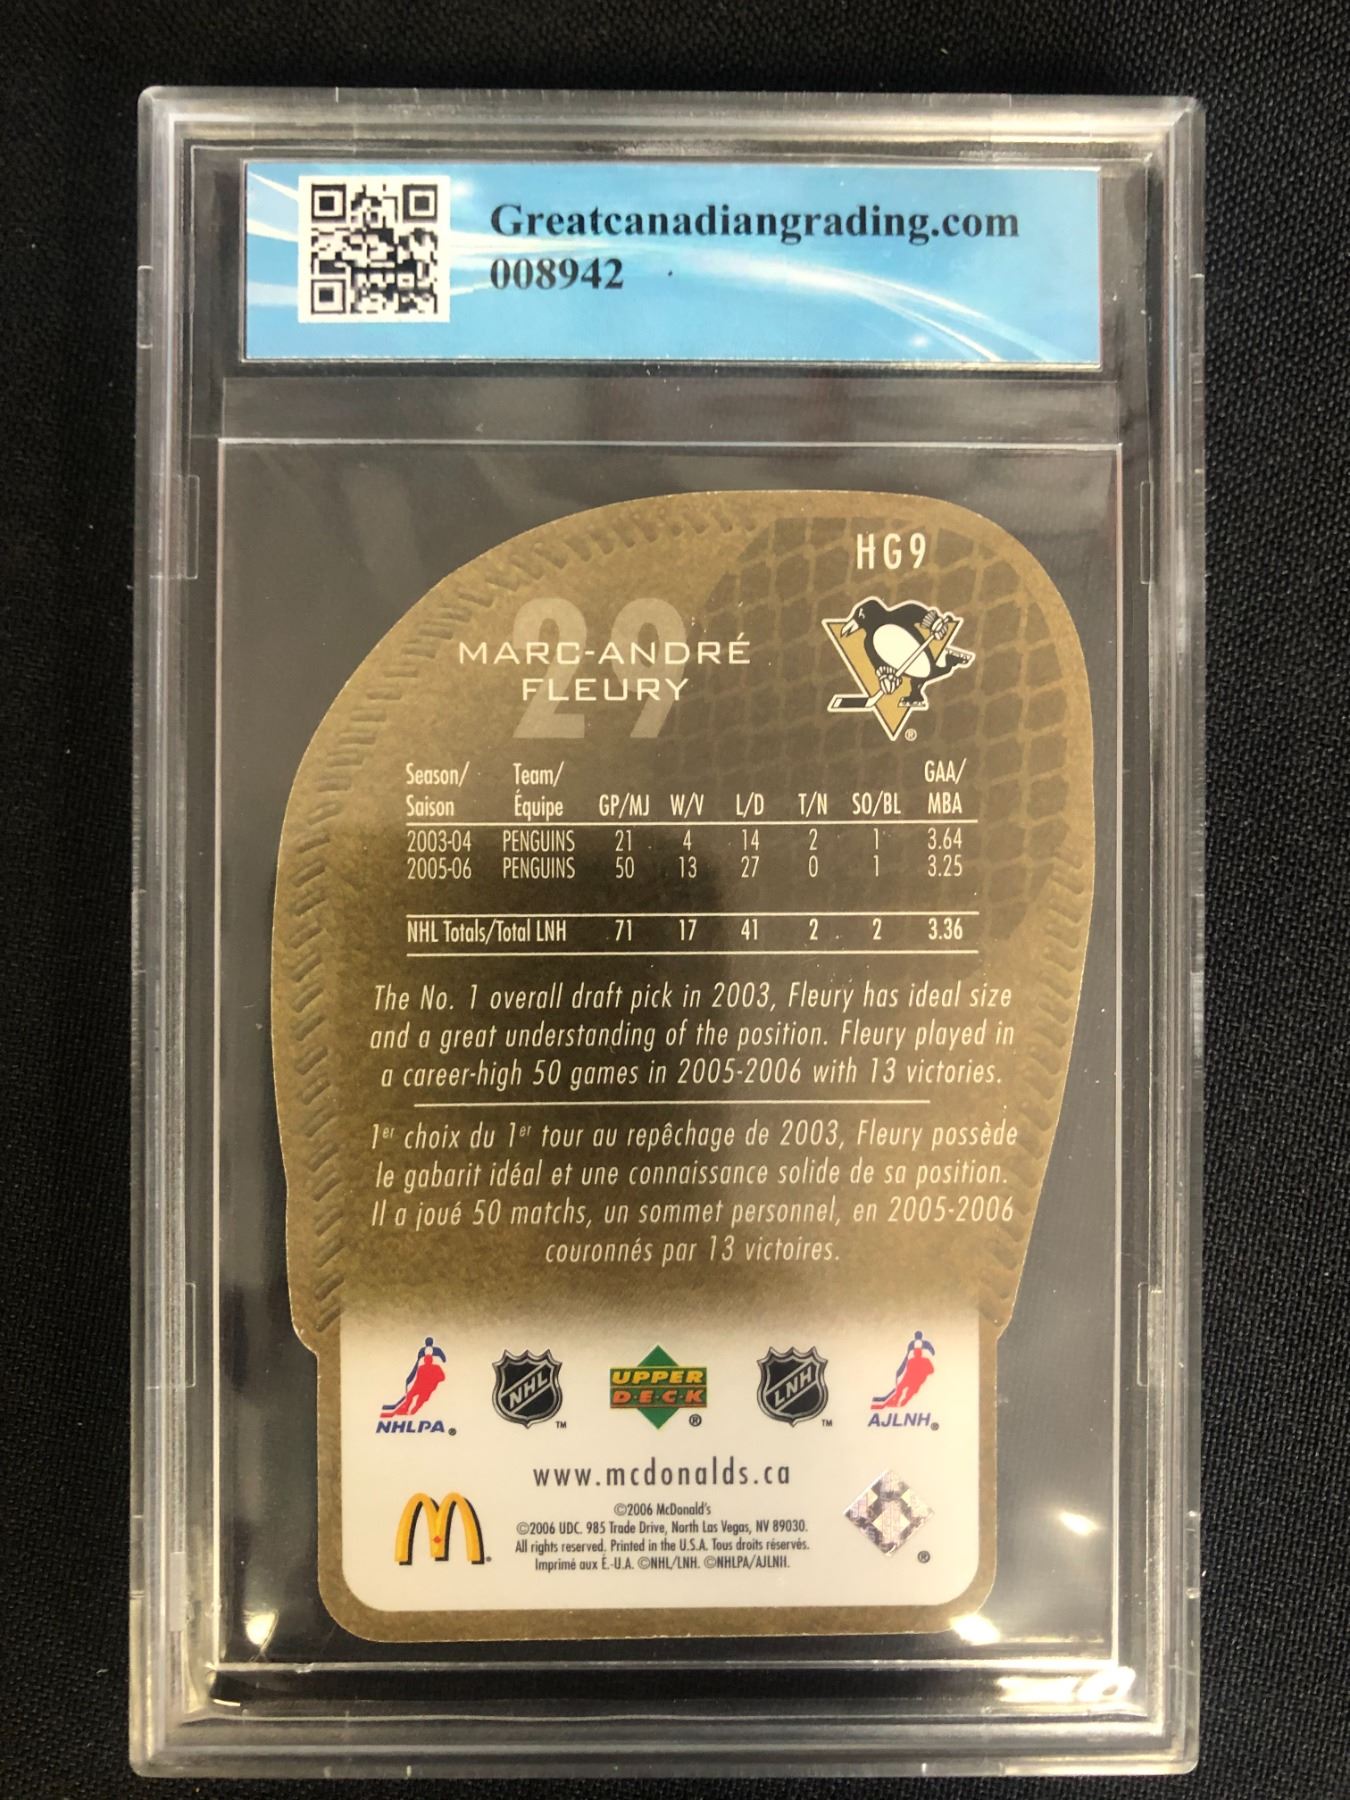 Greatcanadiangrading.com
008942
HG9
29
MARC-ANDRÉ
FLEURY
Season/ Team/ GAA/
Saison Équipe GP/MJ W/V L/D T/N SO/BL MBA
2003-04 PENGUINS 21 4 14 2 1 3.64
2005-06 PENGUINS 50 13 27 0 1 3.25
NHL Totals/Total LNH 71 17 41 2 2 3.36
The No. 1 overall draft pick in 2003, Fleury has ideal size
and a great understanding of the position. Fleury played in
a career-high 50 games in 2005-2006 with 13 victories.
1er choix du 1er tour au repêchage de 2003, Fleury possède
le gabarit idéal et une connaissance solide de sa position.
Il a joué 50 matchs, un sommet personnel, en 2005-2006
couronnés par 13 victoires.
NHLPA® NHL™ UPPER DECK® LNH™ AJLNH®
www.mcdonalds.ca
©2006 McDonald's
©2006 UDC. 985 Trade Drive, North Las Vegas, NV 89030.
All rights reserved. Printed in the U.S.A. Tous droits réservés.
Imprimé aux É.-U.A. ©NHL/LNH. ©NHLPA/AJLNH.